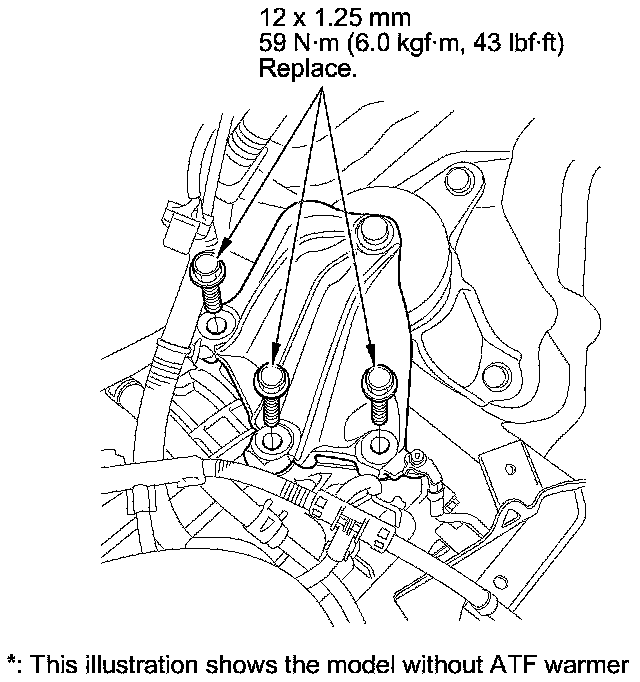 12 x 1.25 mm
59 N·m (6.0 kgf·m, 43 lbf·ft)
Replace.
*: This illustration shows the model without ATF warmer